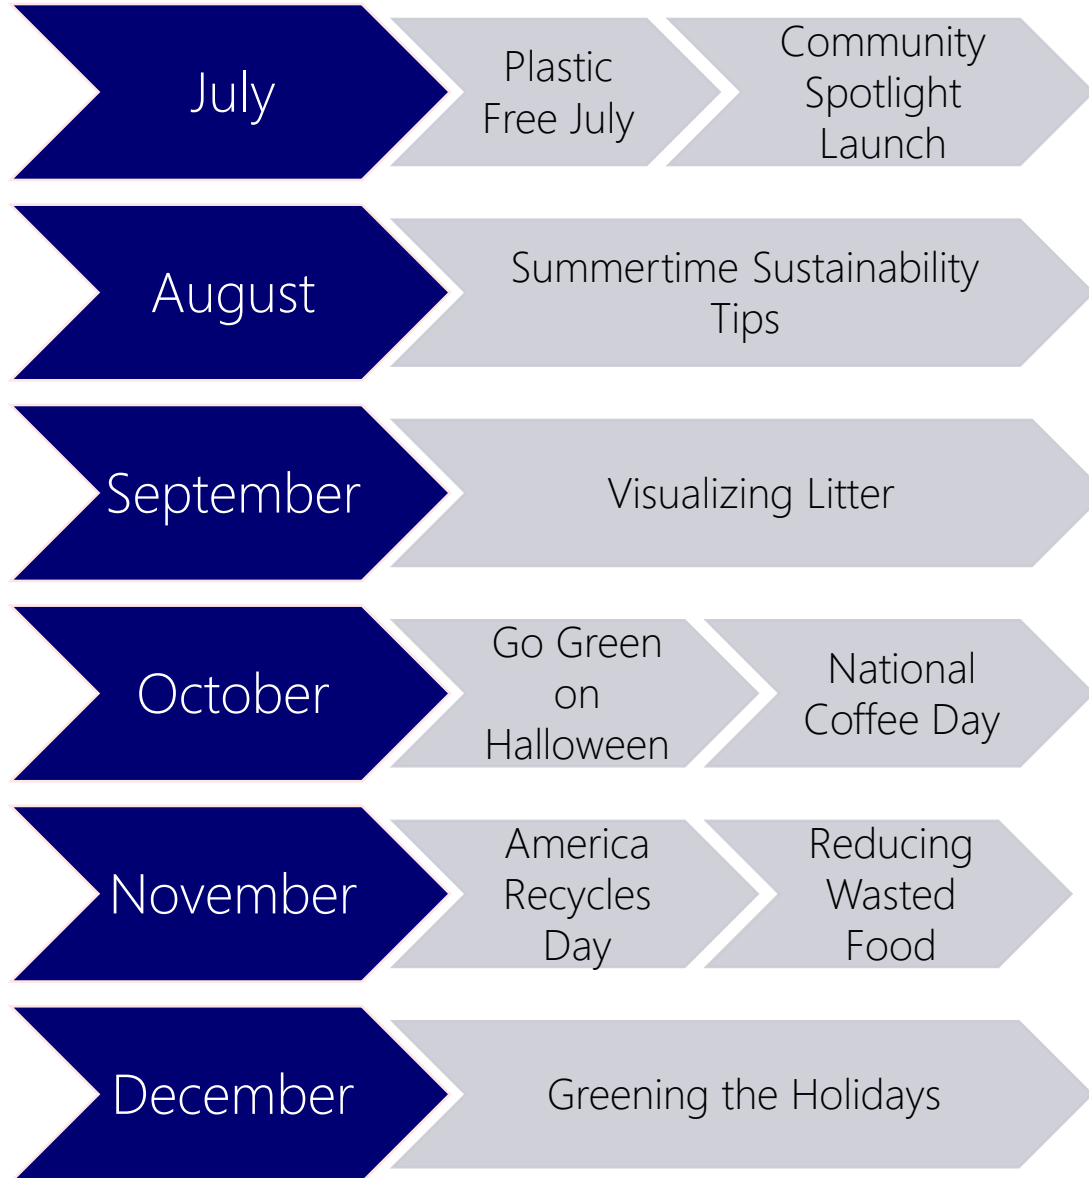 July
Plastic
Free July
Community
Spotlight
Launch
August
Summertime Sustainability
Tips
September
Visualizing Litter
October
Go Green
on
Halloween
National
Coffee Day
November
America
Recycles
Day
Reducing
Wasted
Food
December
Greening the Holidays